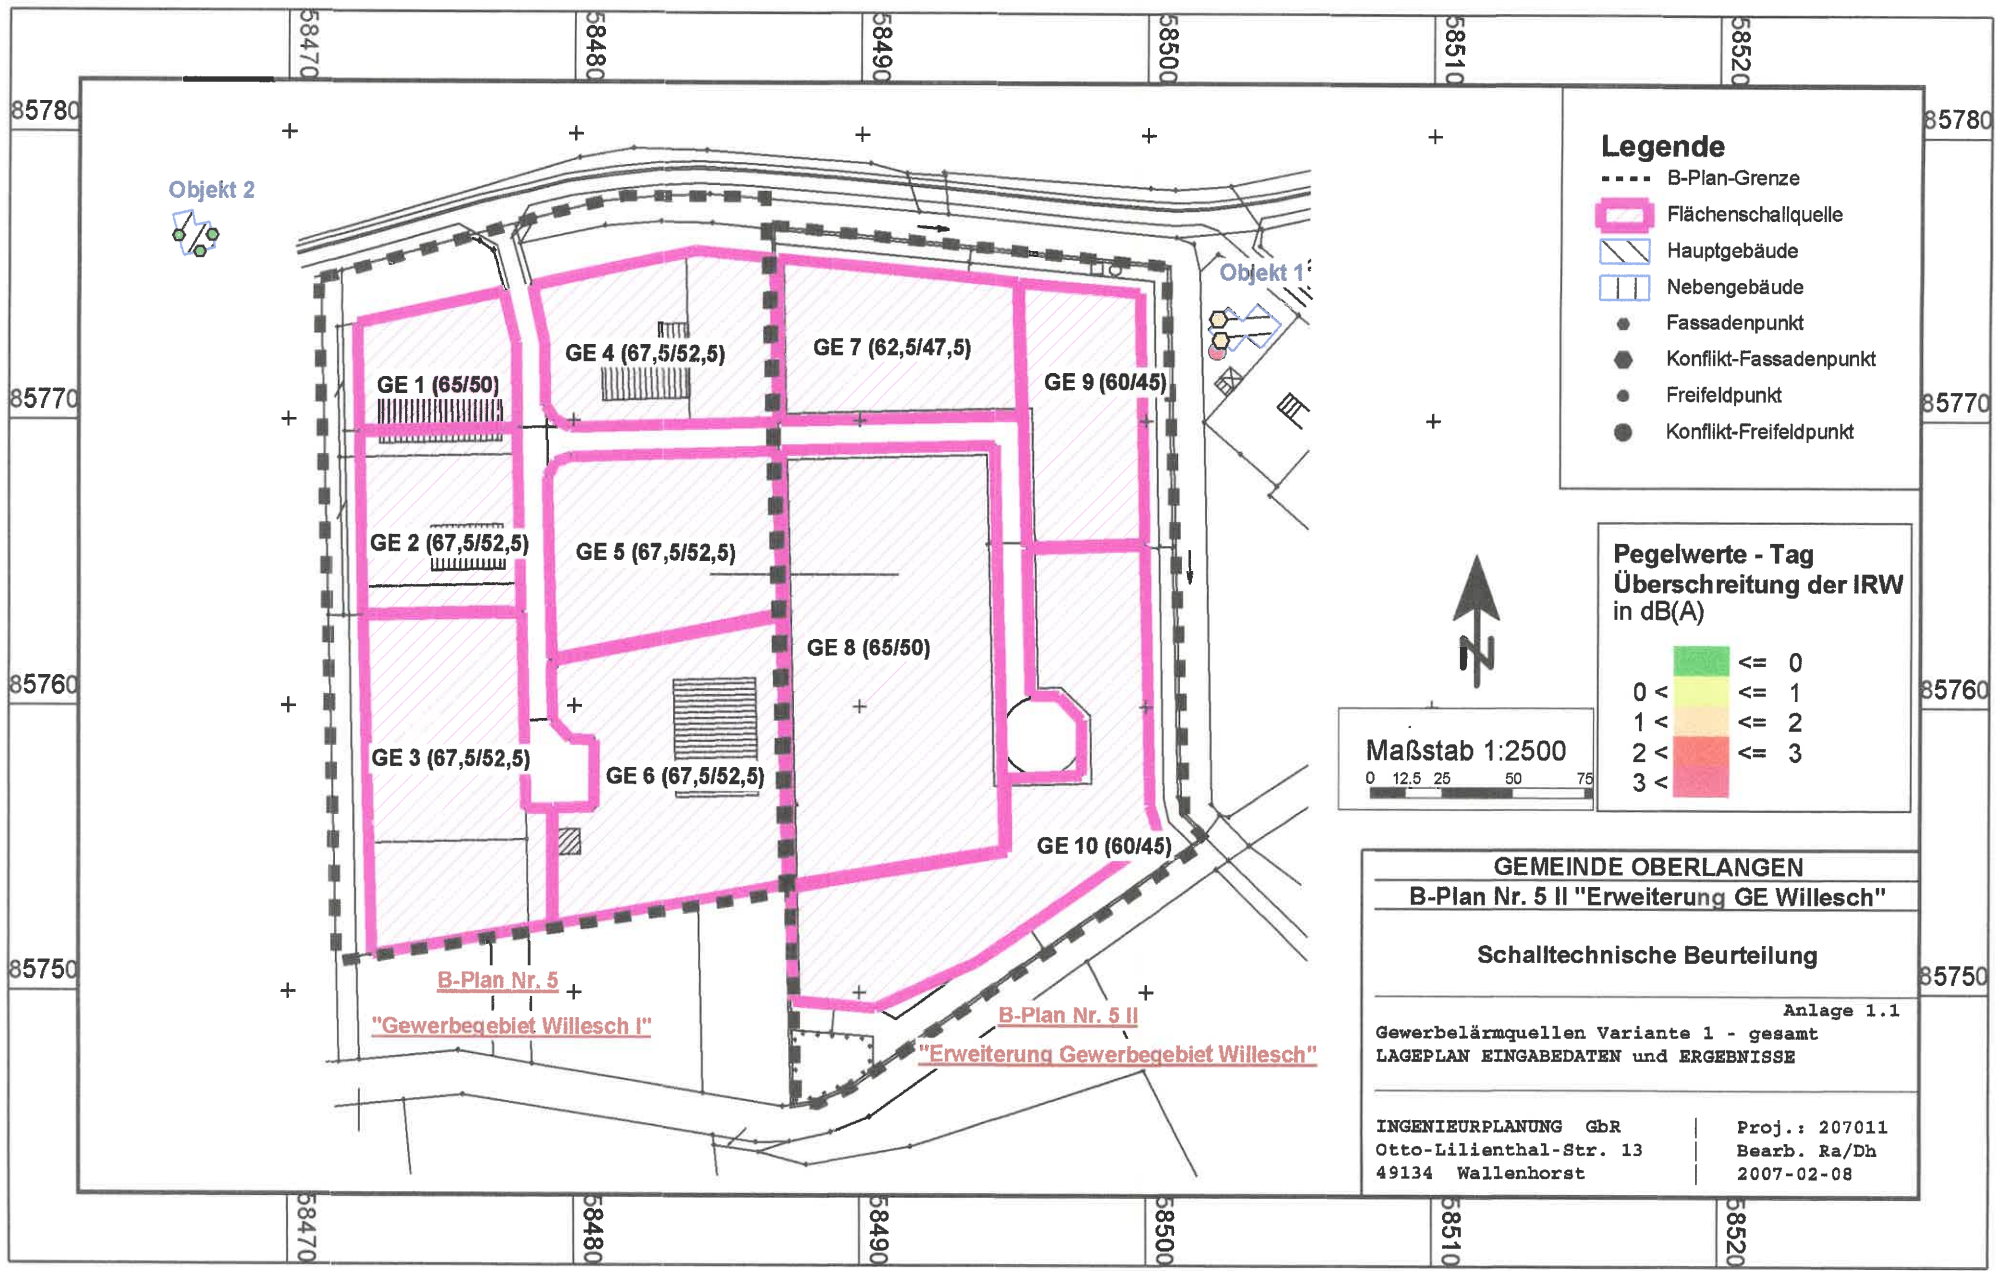 58470
58480
58490
58500
58510
58520
85780
85780
Objekt 2
Objekt 1
GE 4 (67,5/52,5)
GE 7 (62,5/47,5)
GE 1 (65/50)
GE 9 (60/45)
85770
85770
GE 2 (67,5/52,5)
GE 5 (67,5/52,5)
GE 8 (65/50)
85760
85760
GE 3 (67,5/52,5)
GE 6 (67,5/52,5)
GE 10 (60/45)
85750
85750
B-Plan Nr. 5
"Gewerbegebiet Willesch I"
B-Plan Nr. 5 II
"Erweiterung Gewerbegebiet Willesch"
Legende
B-Plan-Grenze
Flächenschallquelle
Hauptgebäude
Nebengebäude
Fassadenpunkt
Konflikt-Fassadenpunkt
Freifeldpunkt
Konflikt-Freifeldpunkt
Pegelwerte - Tag
Überschreitung der IRW
in dB(A)
<= 0
0 < <= 1
1 < <= 2
2 < <= 3
3 <
N
Maßstab 1:2500
0 12.5 25 50 75
GEMEINDE OBERLANGEN
B-Plan Nr. 5 II "Erweiterung GE Willesch"
Schalltechnische Beurteilung
Anlage 1.1
Gewerbelärmquellen Variante 1 - gesamt
LAGEPLAN EINGABEDATEN und ERGEBNISSE
INGENIEURPLANUNG GbR | Proj.: 207011
Otto-Lilienthal-Str. 13 | Bearb. Ra/Dh
49134 Wallenhorst | 2007-02-08
58470
58480
58490
58500
58510
58520